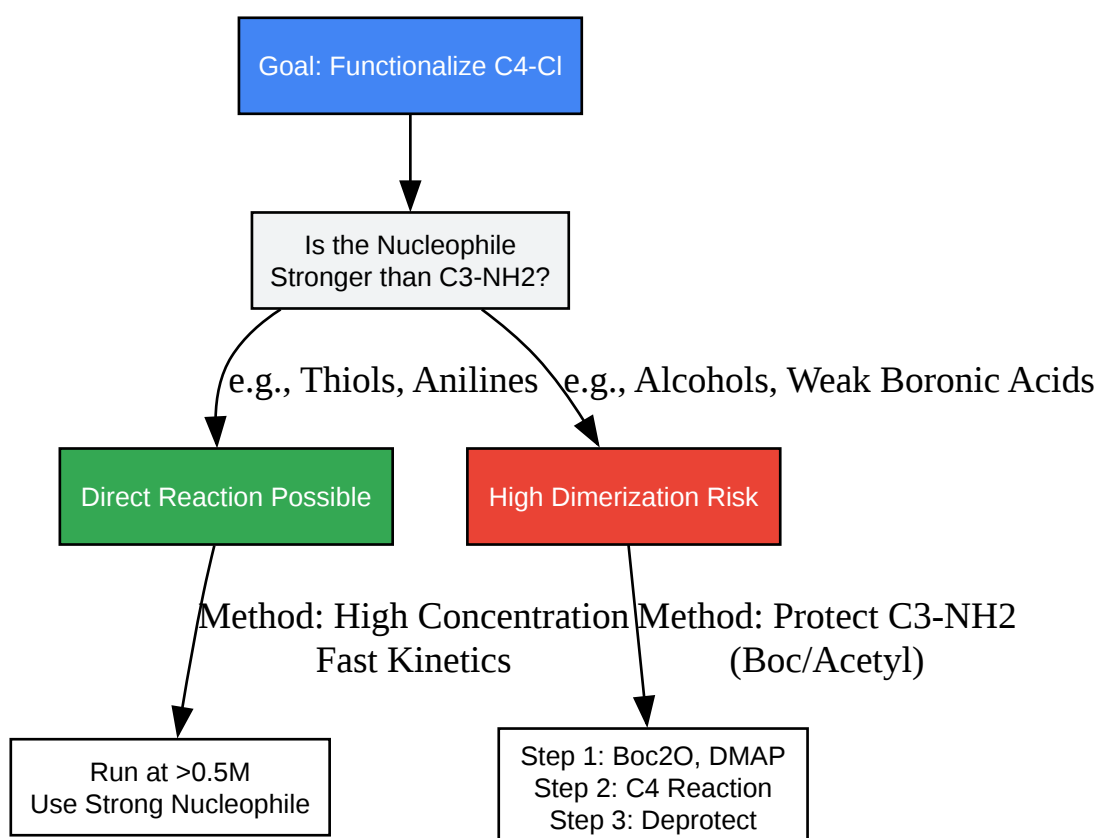 Goal: Functionalize C4-Cl
Is the Nucleophile
Stronger than C3-NH2?
e.g., Thiols, Anilines
e.g., Alcohols, Weak Boronic Acids
Direct Reaction Possible
High Dimerization Risk
Method: High Concentration
Fast Kinetics
Method: Protect C3-NH2
(Boc/Acetyl)
Run at >0.5M
Use Strong Nucleophile
Step 1: Boc2O, DMAP
Step 2: C4 Reaction
Step 3: Deprotect